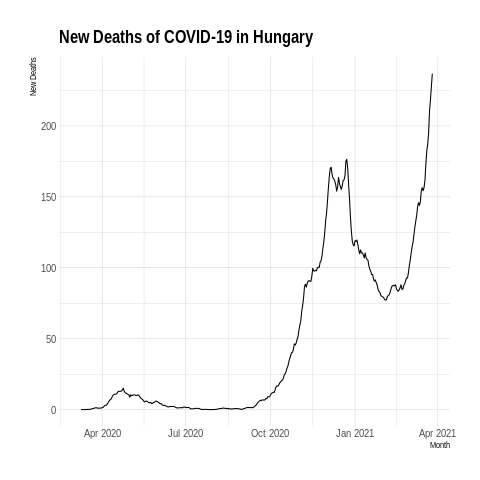 New Deaths of COVID-19 in Hungary
New Deaths
200
150
100
50
0
Apr 2020 Jul 2020 Oct 2020 Jan 2021 Apr 2021
Month